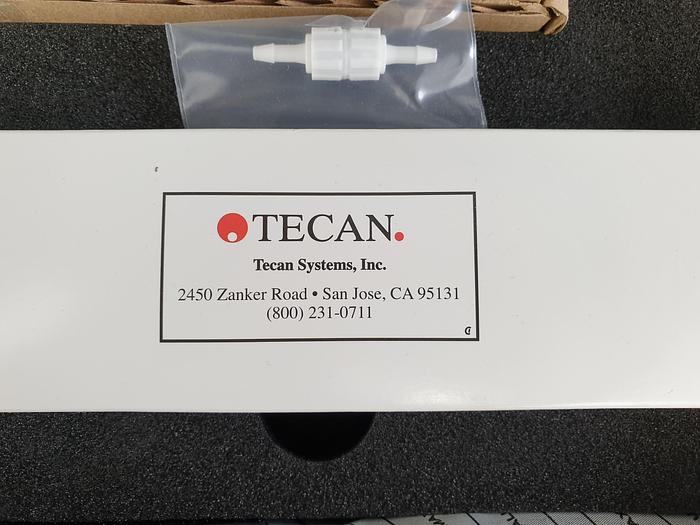 TECAN.
Tecan Systems, Inc.
2450 Zanker Road • San Jose, CA 95131
(800) 231-0711